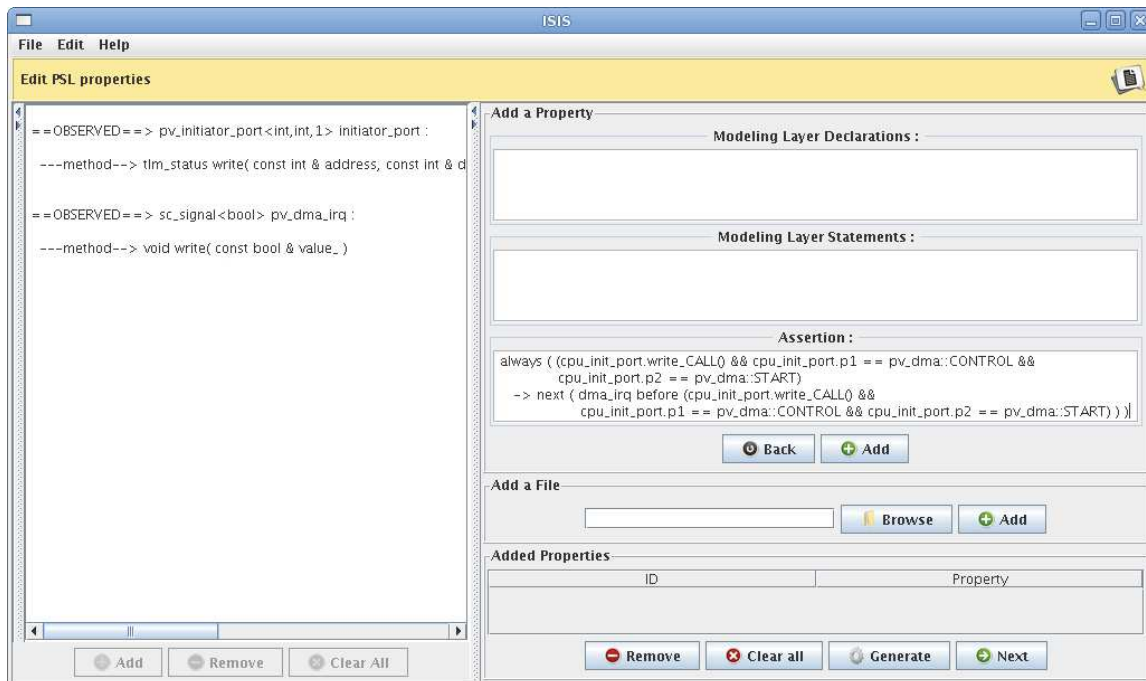 ISIS
File Edit Help
Edit PSL properties
==OBSERVED==> pv_initiator_port<int,int,1> initiator_port :
---method--> tlm_status write( const int & address, const int & d
==OBSERVED==> sc_signal<bool> pv_dma_irq :
---method--> void write( const bool & value_ )
Add Remove Clear All
Add a Property
Modeling Layer Declarations :
Modeling Layer Statements :
Assertion :
always ( (cpu_init_port.write_CALL() && cpu_init_port.p1 == pv_dma::CONTROL &&
cpu_init_port.p2 == pv_dma::START)
-> next ( dma_irq before (cpu_init_port.write_CALL() &&
cpu_init_port.p1 == pv_dma::CONTROL && cpu_init_port.p2 == pv_dma::START) ) )
Back Add
Add a File
Browse Add
Added Properties
ID Property
Remove Clear all Generate Next